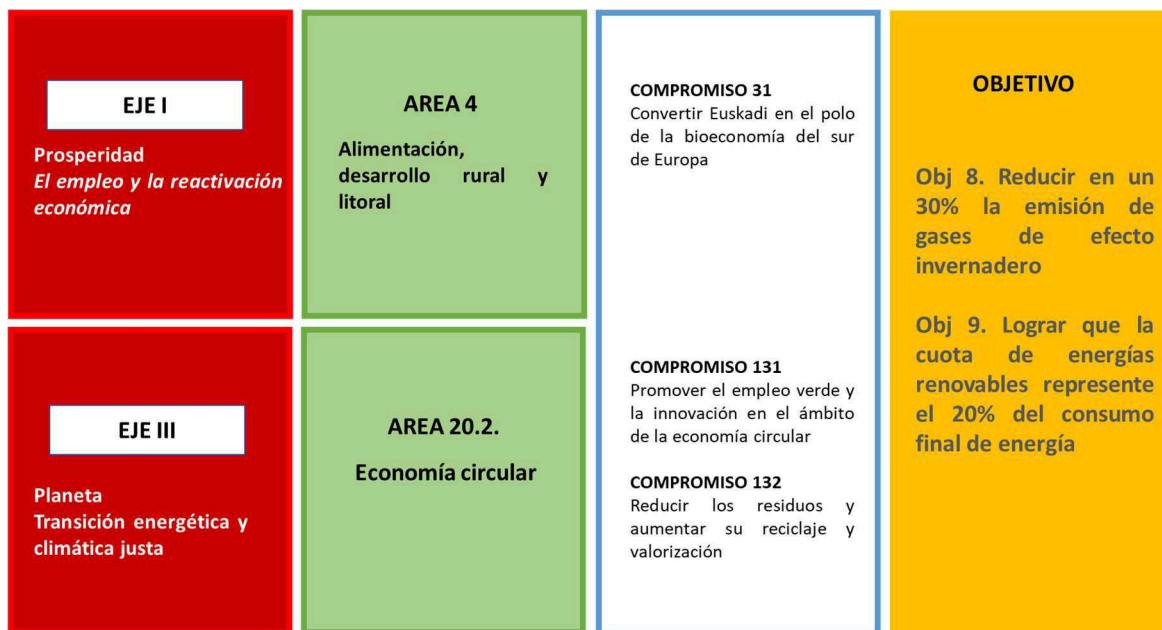 EJE I
Prosperidad
El empleo y la reactivación
económica
AREA 4
Alimentación,
desarrollo rural y
litoral
COMPROMISO 31
Convertir Euskadi en el polo
de la bioeconomía del sur
de Europa
EJE III
Planeta
Transición energética y
climática justa
AREA 20.2.
Economía circular
COMPROMISO 131
Promover el empleo verde y
la innovación en el ámbito
de la economía circular
COMPROMISO 132
Reducir los residuos y
aumentar su reciclaje y
valorización
OBJETIVO
Obj 8. Reducir en un
30% la emisión de
gases de efecto
invernadero
Obj 9. Lograr que la
cuota de energías
renovables represente
el 20% del consumo
final de energía